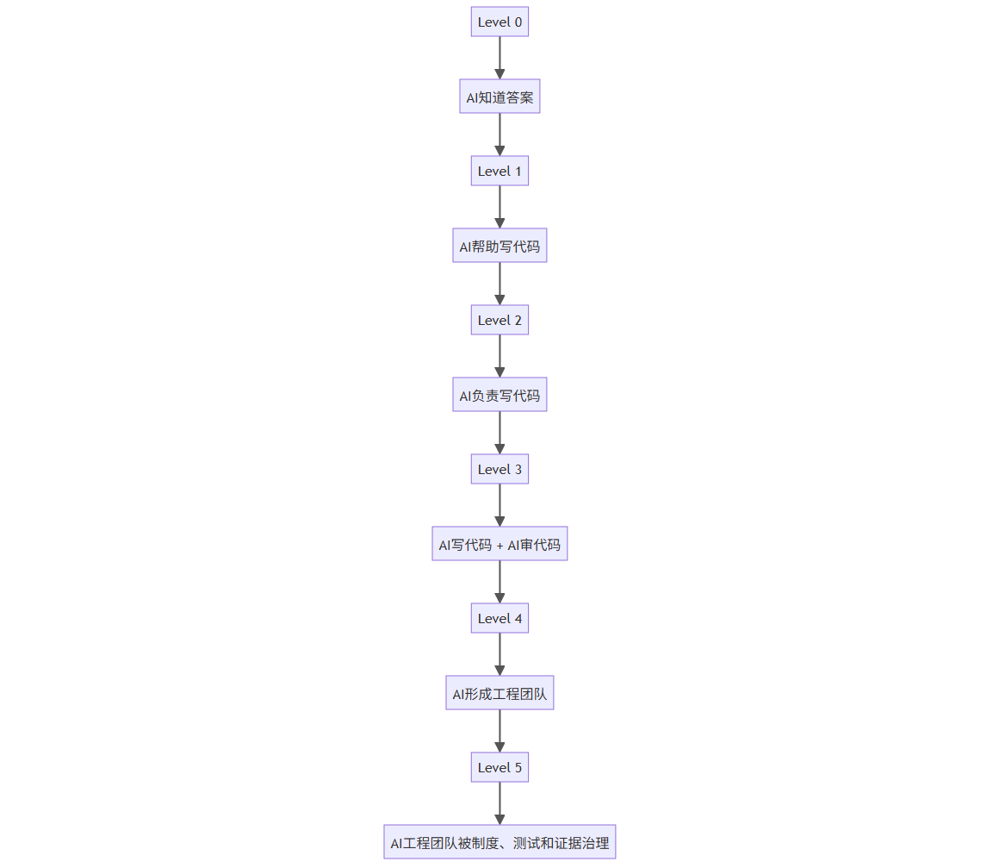 Level 0
AI知道答案
Level 1
AI帮助写代码
Level 2
AI负责写代码
Level 3
AI写代码 + AI审代码
Level 4
AI形成工程团队
Level 5
AI工程团队被制度、测试和证据治理